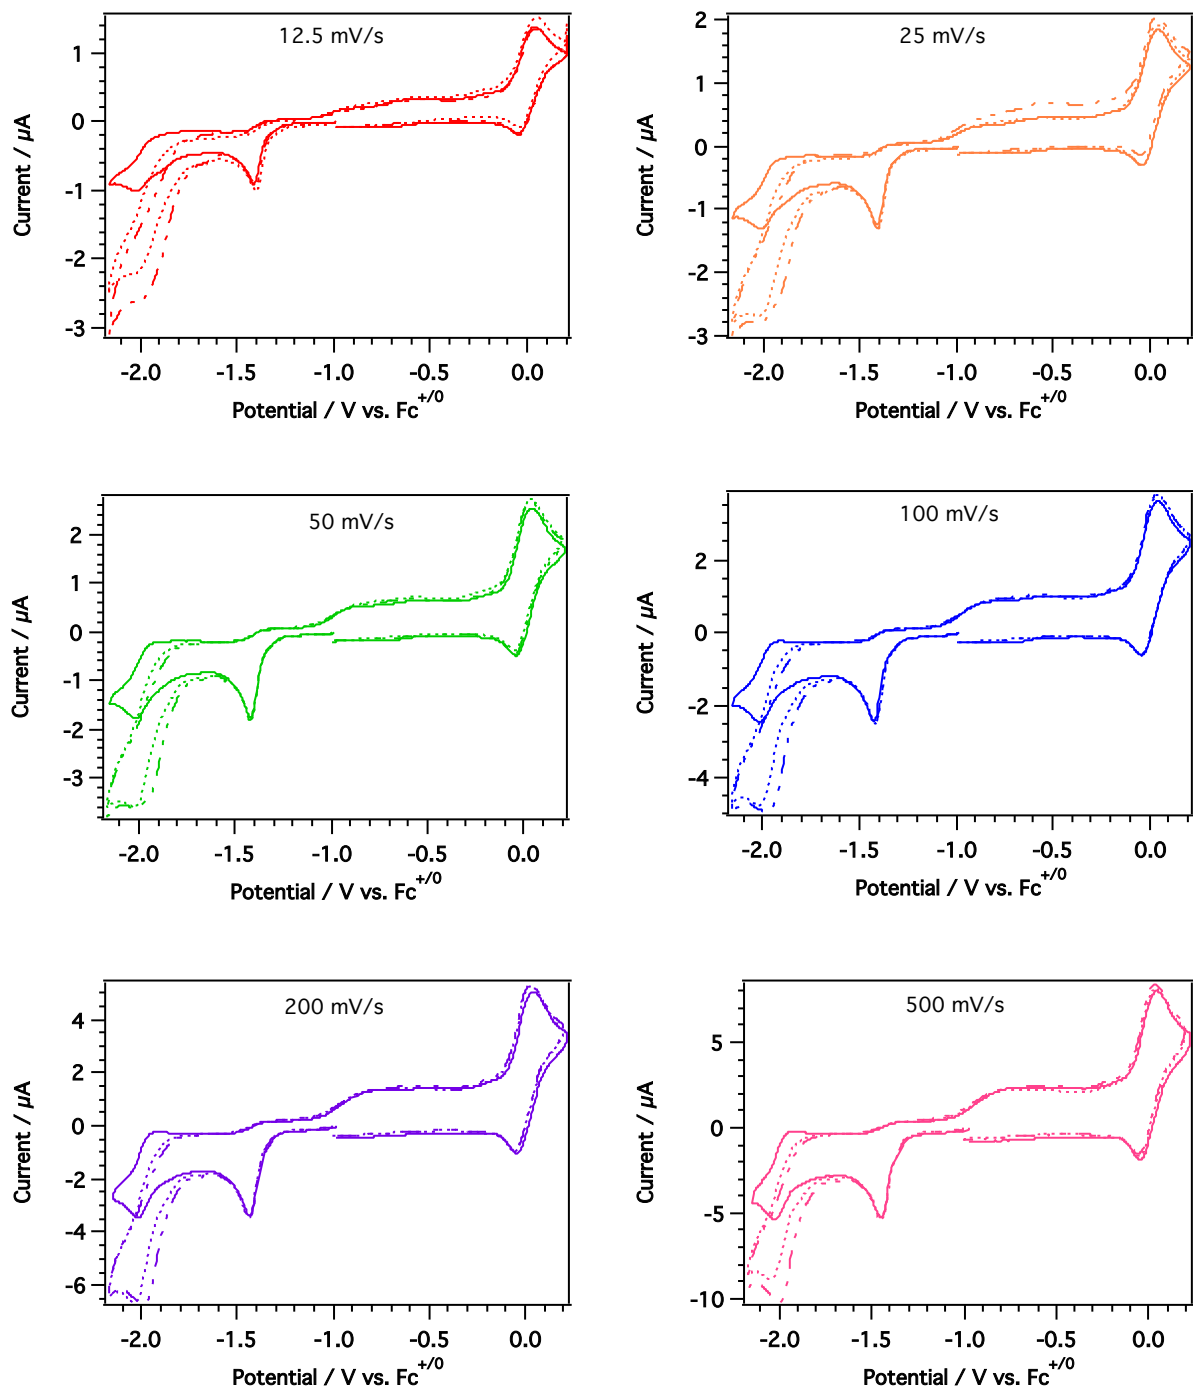 12.5 mV/s
1
0
-1
-2
-3
Current / µA
-2.0 -1.5 -1.0 -0.5 0.0
Potential / V vs. Fc+/0
25 mV/s
2
1
0
-1
-2
-3
Current / µA
-2.0 -1.5 -1.0 -0.5 0.0
Potential / V vs. Fc+/0
50 mV/s
2
1
0
-1
-2
-3
Current / µA
-2.0 -1.5 -1.0 -0.5 0.0
Potential / V vs. Fc+/0
100 mV/s
2
0
-2
-4
Current / µA
-2.0 -1.5 -1.0 -0.5 0.0
Potential / V vs. Fc+/0
200 mV/s
4
2
0
-2
-4
-6
Current / µA
-2.0 -1.5 -1.0 -0.5 0.0
Potential / V vs. Fc+/0
500 mV/s
5
0
-5
-10
Current / µA
-2.0 -1.5 -1.0 -0.5 0.0
Potential / V vs. Fc+/0